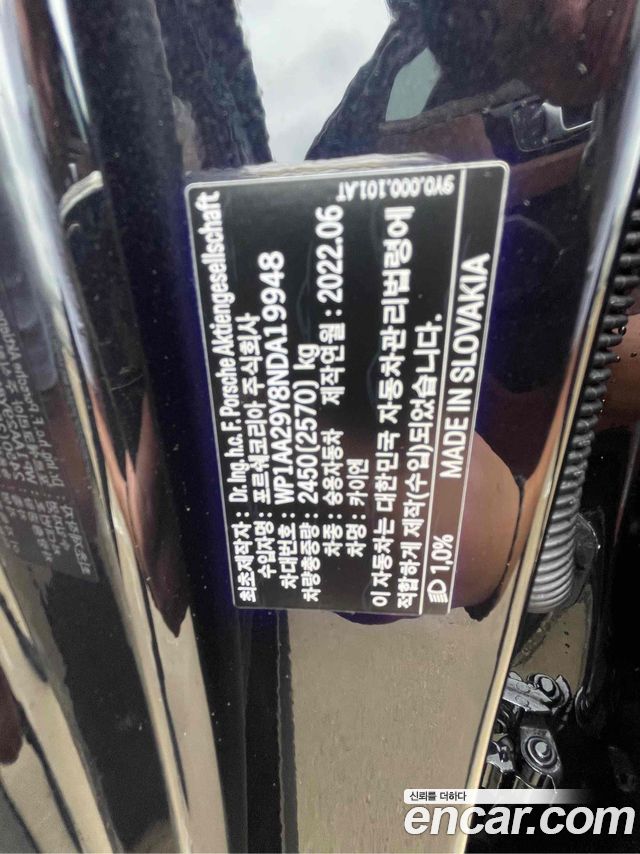 최초제작자 : Dr. Ing. h.c. F. Porsche Aktiengesellschaft
수입자명 : 포르쉐코리아 주식회사
차대번호 : WP1AA29Y8NDA19948
차량총중량 : 2450(2570) kg
차종 : 승용자동차 제작연월 : 2022.06
차명 : 카이엔
이 자동차는 대한민국 자동차관리법령에
적합하게 제작(수입)되었습니다.
1,0% MADE IN SLOVAKIA
9Y0.000.101.AT
신뢰를 더하다
encar.com